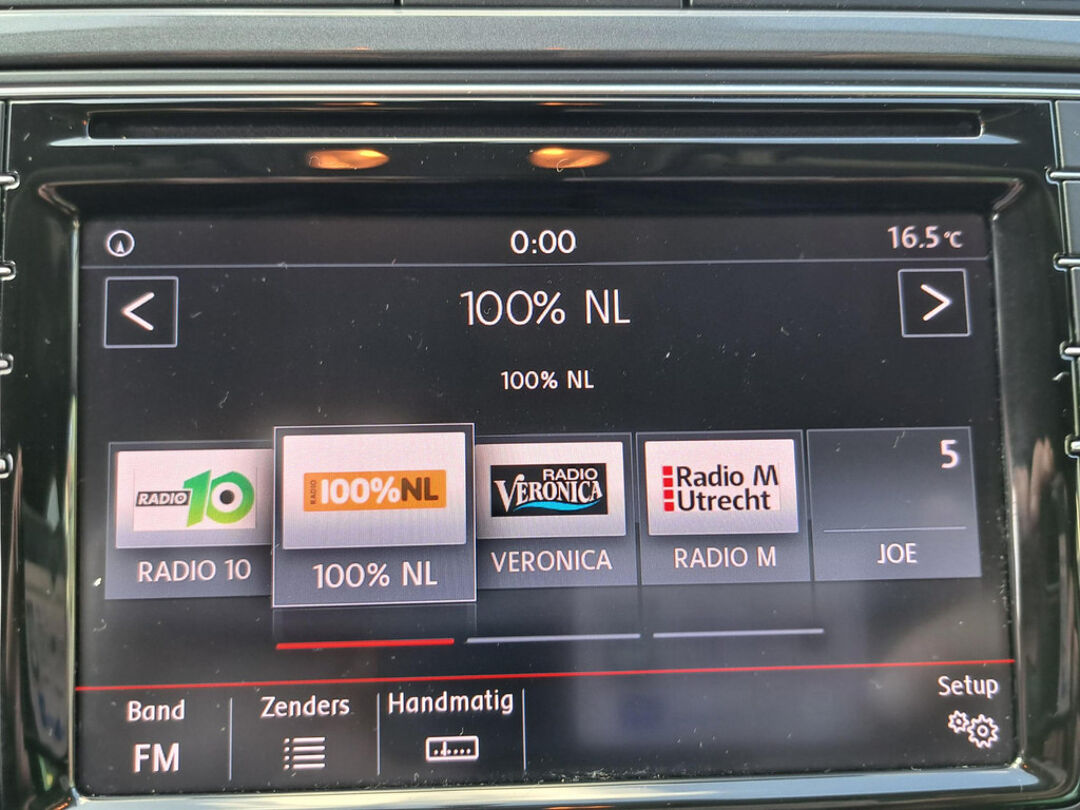 0:00
16.5°C
<
100% NL
>
100% NL
RADIO 10
RADIO 100%NL
RADIO
VERONICA
Radio M
Utrecht
5
RADIO 10
100% NL
VERONICA
RADIO M
JOE
Band
FM
Zenders
Handmatig
Setup